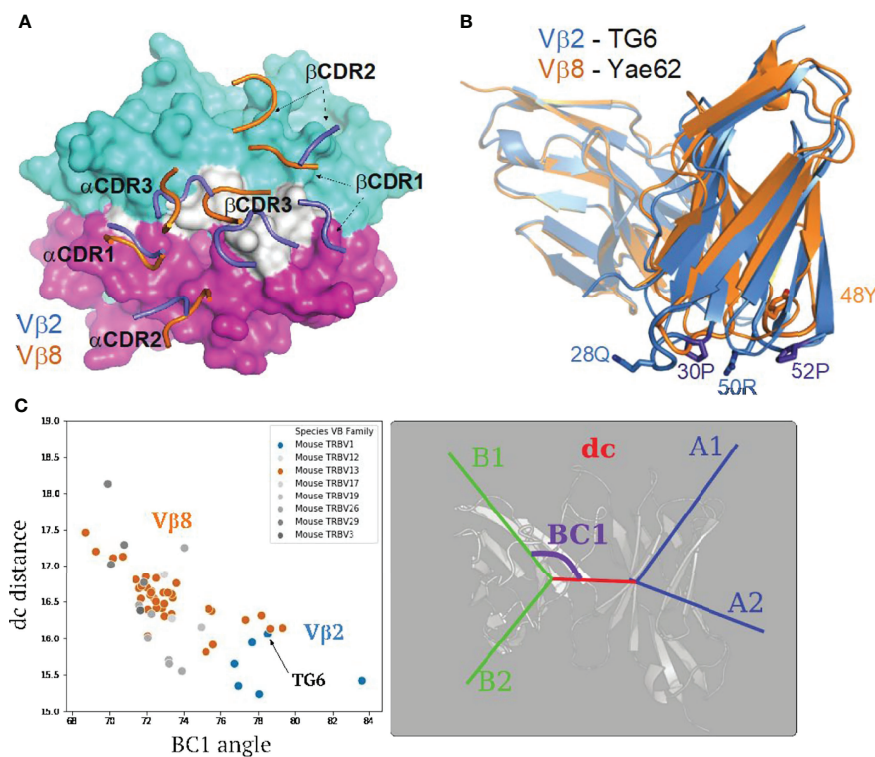 A
βCDR2
αCDR3
βCDR1
βCDR3
αCDR1
αCDR2
Vβ2
Vβ8
B
Vβ2 - TG6
Vβ8 - Yae62
48Y
28Q
30P
50R
52P
C
dc distance
19.0
18.5
18.0
17.5
17.0
16.5
16.0
15.5
15.0
68
70
72
74
76
78
80
82
84
BC1 angle
Species VB Family
Mouse TRBV1
Mouse TRBV12
Mouse TRBV13
Mouse TRBV17
Mouse TRBV19
Mouse TRBV26
Mouse TRBV29
Mouse TRBV3
Vβ8
Vβ2
TG6
B1
dc
A1
BC1
A2
B2